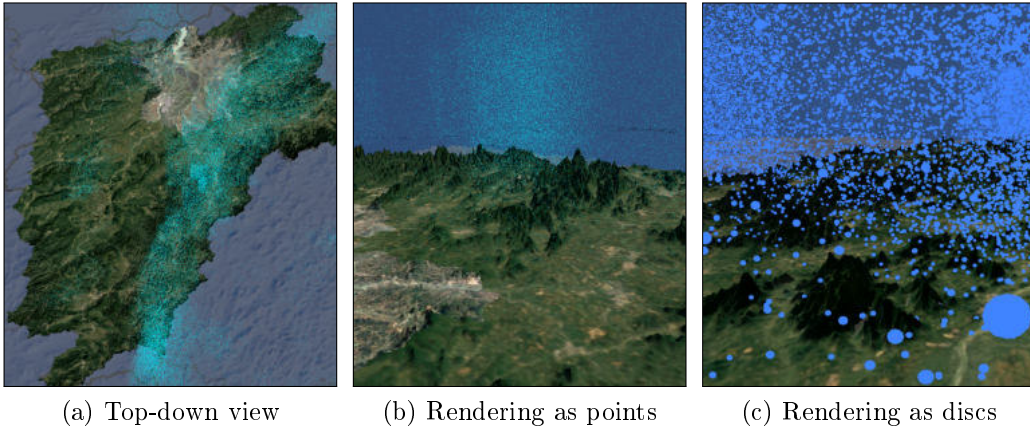 (a) Top-down view
(b) Rendering as points
(c) Rendering as discs